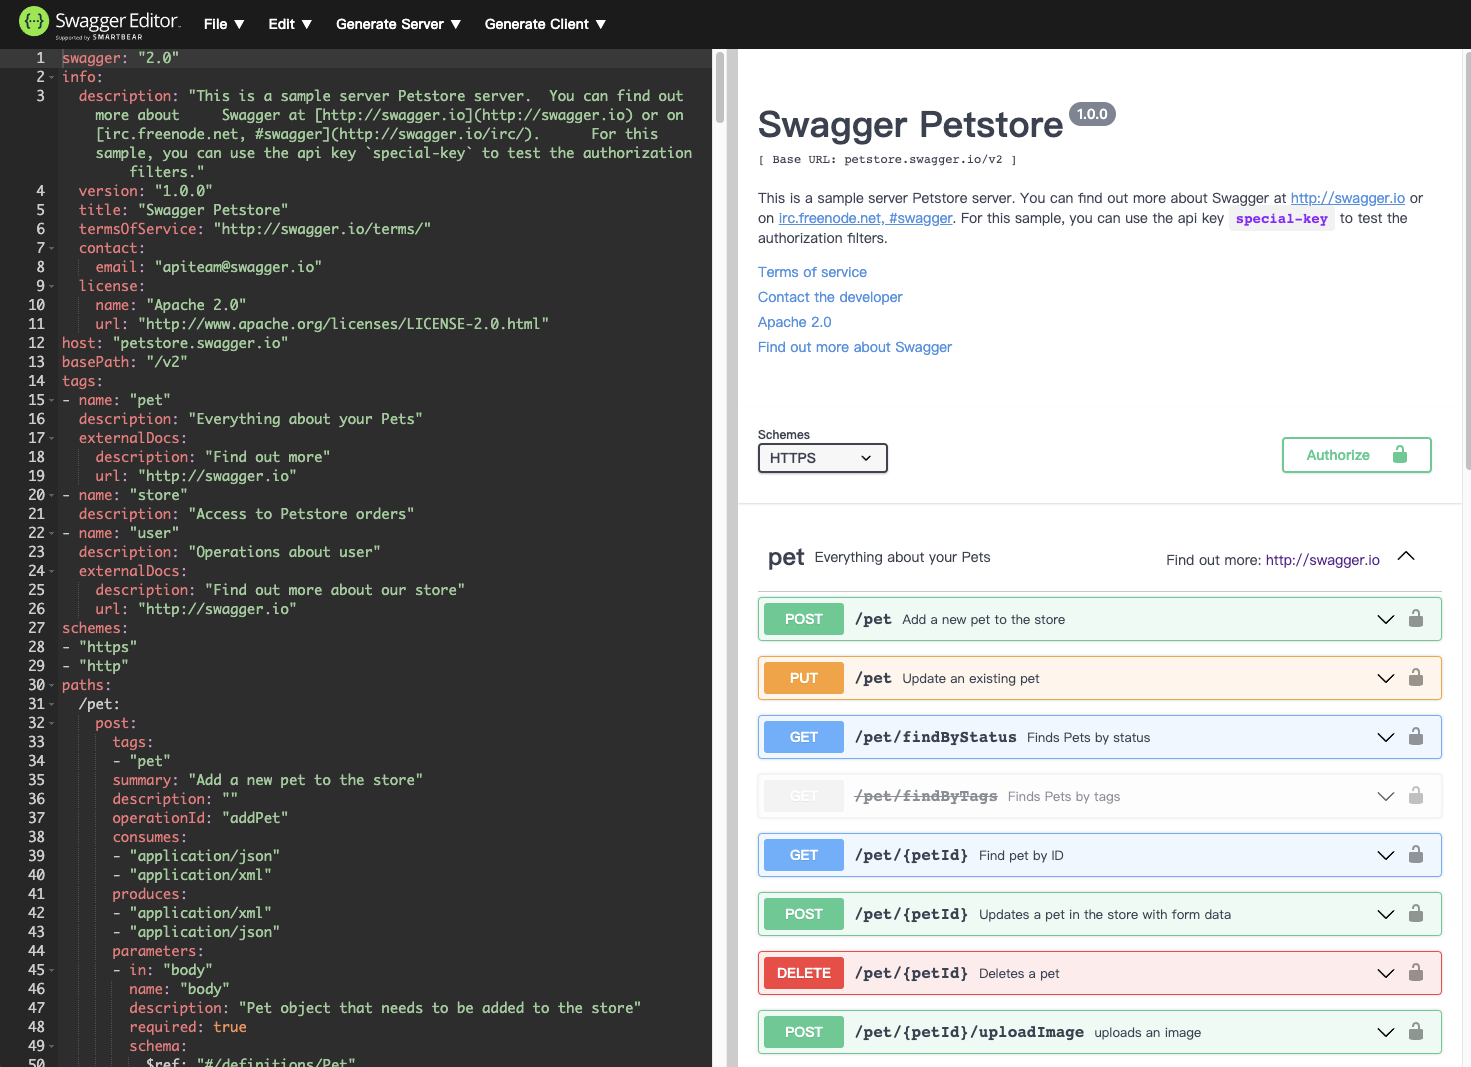 Swagger Editor.
Supported by SMARTBEAR
File ▼ Edit ▼ Generate Server ▼ Generate Client ▼
1 swagger: "2.0"
2 info:
3 description: "This is a sample server Petstore server.  You can find out
more about     Swagger at [http://swagger.io](http://swagger.io) or on
[irc.freenode.net, #swagger](http://swagger.io/irc/).      For this
sample, you can use the api key `special-key` to test the authorization
filters."
4 version: "1.0.0"
5 title: "Swagger Petstore"
6 termsOfService: "http://swagger.io/terms/"
7 contact:
8 email: "apiteam@swagger.io"
9 license:
10 name: "Apache 2.0"
11 url: "http://www.apache.org/licenses/LICENSE-2.0.html"
12 host: "petstore.swagger.io"
13 basePath: "/v2"
14 tags:
15 - name: "pet"
16 description: "Everything about your Pets"
17 externalDocs:
18 description: "Find out more"
19 url: "http://swagger.io"
20 - name: "store"
21 description: "Access to Petstore orders"
22 - name: "user"
23 description: "Operations about user"
24 externalDocs:
25 description: "Find out more about our store"
26 url: "http://swagger.io"
27 schemes:
28 - "https"
29 - "http"
30 paths:
31 /pet:
32 post:
33 tags:
34 - "pet"
35 summary: "Add a new pet to the store"
36 description: ""
37 operationId: "addPet"
38 consumes:
39 - "application/json"
40 - "application/xml"
41 produces:
42 - "application/xml"
43 - "application/json"
44 parameters:
45 - in: "body"
46 name: "body"
47 description: "Pet object that needs to be added to the store"
48 required: true
49 schema:
50 $ref: "#/definitions/Pet"
Swagger Petstore 1.0.0
[ Base URL: petstore.swagger.io/v2 ]
This is a sample server Petstore server. You can find out more about Swagger at http://swagger.io or
on irc.freenode.net, #swagger. For this sample, you can use the api key special-key to test the
authorization filters.
Terms of service
Contact the developer
Apache 2.0
Find out more about Swagger
Schemes
HTTPS
Authorize
pet Everything about your Pets Find out more: http://swagger.io
POST /pet Add a new pet to the store
PUT /pet Update an existing pet
GET /pet/findByStatus Finds Pets by status
GET /pet/findByTags Finds Pets by tags
GET /pet/{petId} Find pet by ID
POST /pet/{petId} Updates a pet in the store with form data
DELETE /pet/{petId} Deletes a pet
POST /pet/{petId}/uploadImage uploads an image